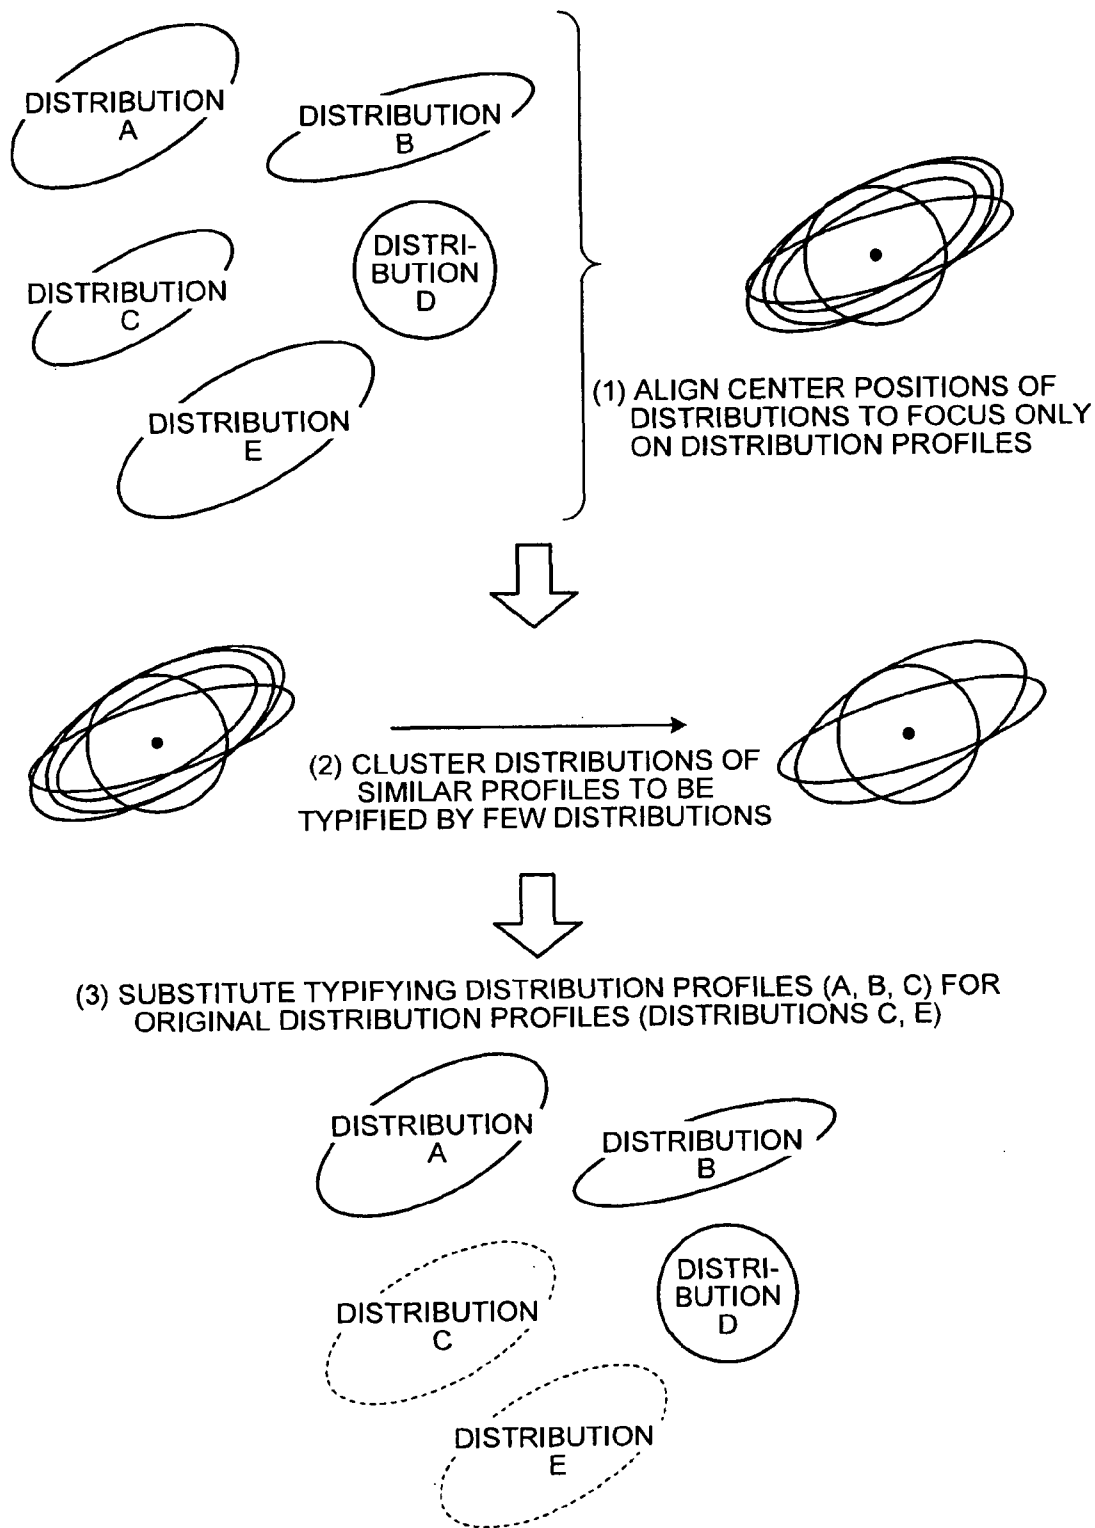 DISTRIBUTION
A
DISTRIBUTION
B
DISTRIBUTION
C
DISTRI-
BUTION
D
DISTRIBUTION
E
(1) ALIGN CENTER POSITIONS OF
DISTRIBUTIONS TO FOCUS ONLY
ON DISTRIBUTION PROFILES
(2) CLUSTER DISTRIBUTIONS OF
SIMILAR PROFILES TO BE
TYPIFIED BY FEW DISTRIBUTIONS
(3) SUBSTITUTE TYPIFYING DISTRIBUTION PROFILES (A, B, C) FOR
ORIGINAL DISTRIBUTION PROFILES (DISTRIBUTIONS C, E)
DISTRIBUTION
A
DISTRIBUTION
B
DISTRIBUTION
C
DISTRI-
BUTION
D
DISTRIBUTION
E